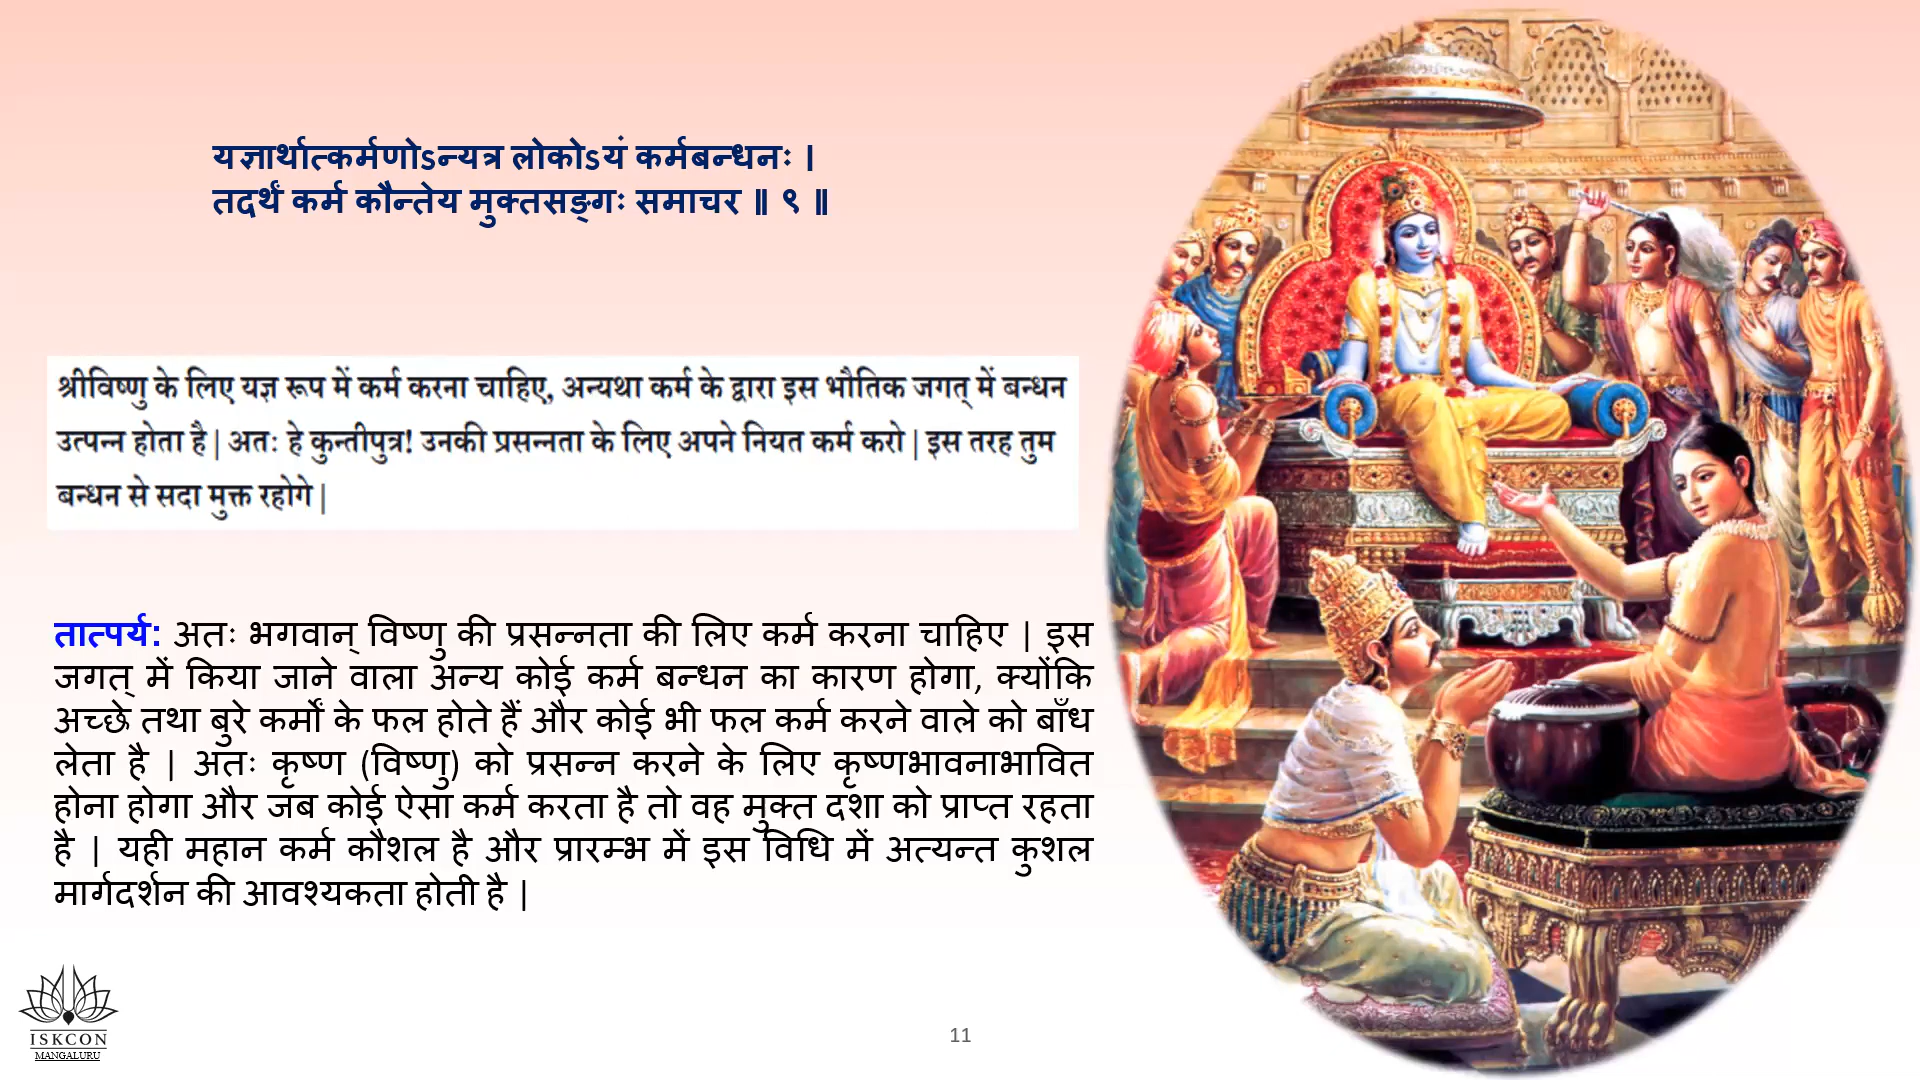 यज्ञार्थात्कर्मणोऽन्यत्र लोकोऽयं कर्मबन्धनः |
तदर्थं कर्म कौन्तेय मुक्तसङ्गः समाचर ॥ ९ ॥
श्रीविष्णु के लिए यज्ञ रूप में कर्म करना चाहिए, अन्यथा कर्म के द्वारा इस भौतिक जगत् में बन्धन
उत्पन्न होता है | अतः हे कुन्तीपुत्र! उनकी प्रसन्नता के लिए अपने नियत कर्म करो | इस तरह तुम
बन्धन से सदा मुक्त रहोगे |
तात्पर्य: अतः भगवान् विष्णु की प्रसन्नता की लिए कर्म करना चाहिए | इस
जगत् में किया जाने वाला अन्य कोई कर्म बन्धन का कारण होगा, क्योंकि
अच्छे तथा बुरे कर्मों के फल होते हैं और कोई भी फल कर्म करने वाले को बाँध
लेता है | अतः कृष्ण (विष्णु) को प्रसन्न करने के लिए कृष्णभावनाभावित
होना होगा और जब कोई ऐसा कर्म करता है तो वह मुक्त दशा को प्राप्त रहता
है | यही महान कर्म कौशल है और प्रारम्भ में इस विधि में अत्यन्त कुशल
मार्गदर्शन की आवश्यकता होती है |
ISKCON
MANGALURU
11